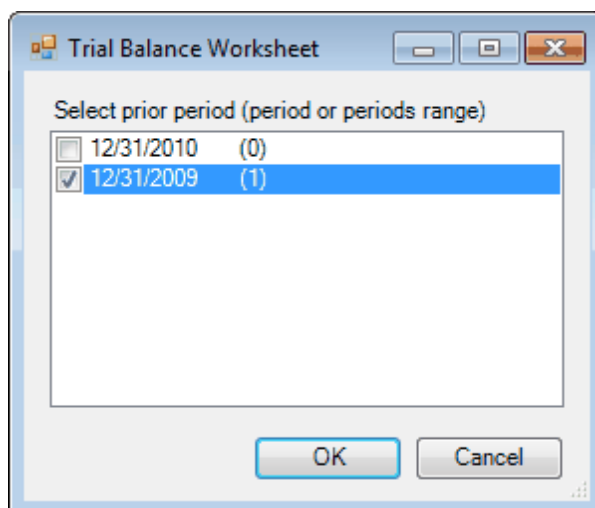 Trial Balance Worksheet
Select prior period (period or periods range)
12/31/2010 (0)
12/31/2009 (1)
OK Cancel